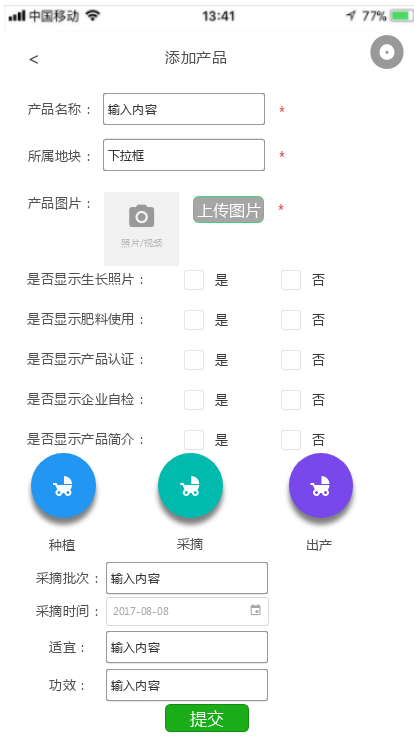 中国移动 13:41 77%
< 添加产品
产品名称： 输入内容 *
所属地块： 下拉框 *
产品图片： 上传图片 *
照片/视频
是否显示生长照片： 是 否
是否显示肥料使用： 是 否
是否显示产品认证： 是 否
是否显示企业自检： 是 否
是否显示产品简介： 是 否
种植 采摘 出产
采摘批次： 输入内容
采摘时间： 2017-08-08
适宜： 输入内容
功效： 输入内容
提交